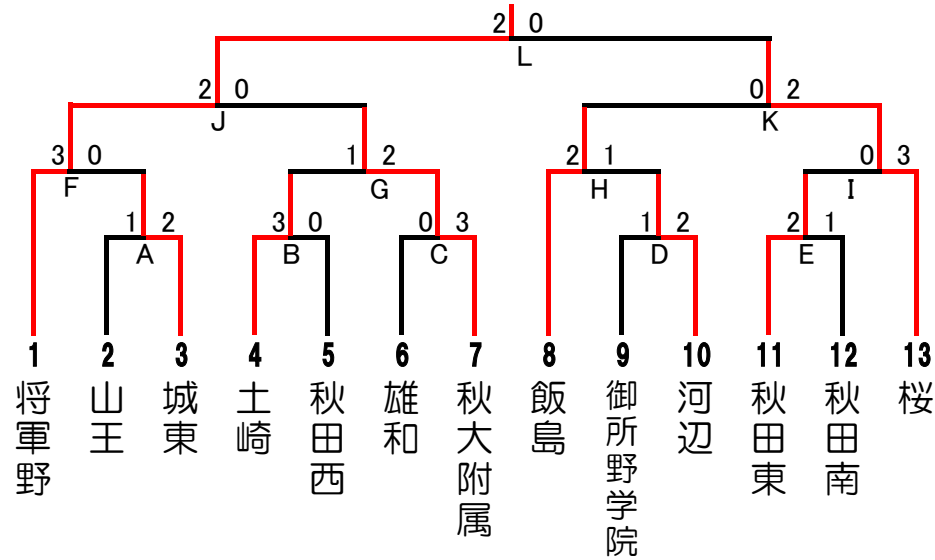 2 0
L
2 0
J
0 2
K
3 0
F
1 2
G
2 1
H
0 3
I
1 2
A
3 0
B
0 3
C
1 2
D
2 1
E
1 2 3 4 5 6 7 8 9 10 11 12 13
将軍野
山王
城東
土崎
秋田西
雄和
秋大附属
飯島
御所野学院
河辺
秋田東
秋田南
桜